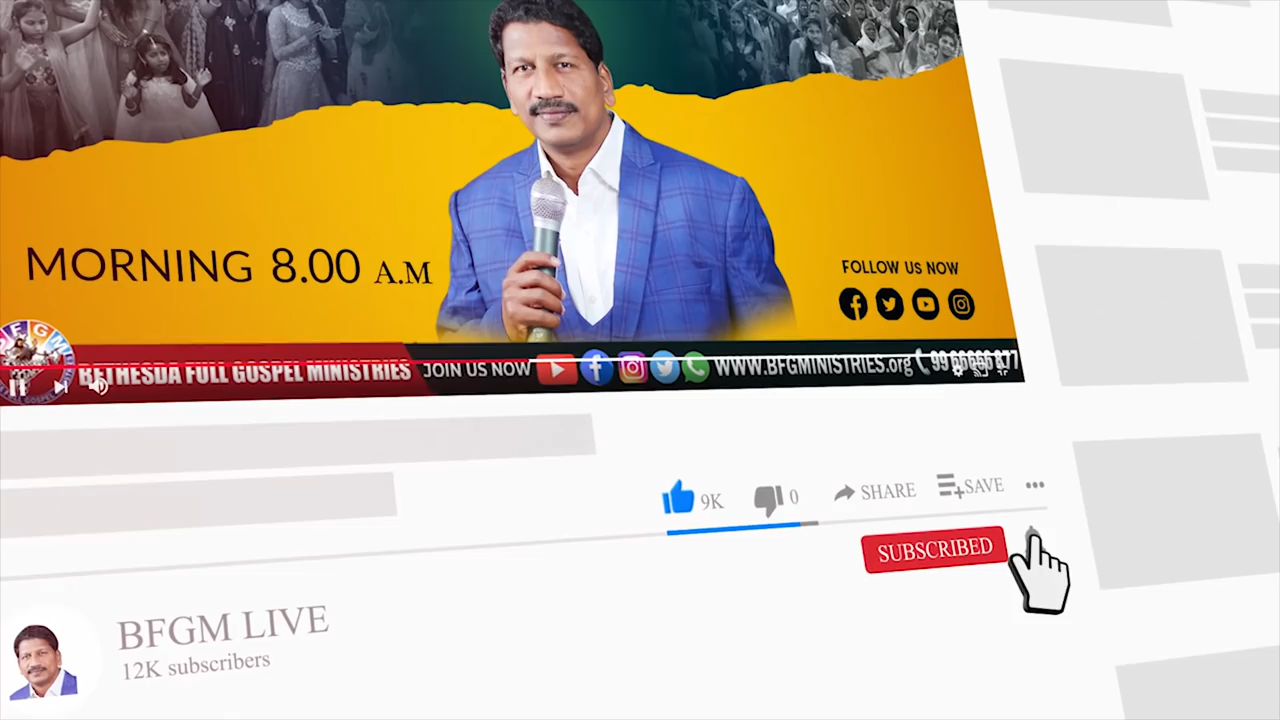 MORNING 8.00 A.M
FOLLOW US NOW
BFGM
BETHESDA FULL GOSPEL MINISTRIES
JOIN US NOW
WWW.BFGMINISTRIES.org
9K
0
SHARE
SAVE
SUBSCRIBED
BFGM LIVE
12K subscribers